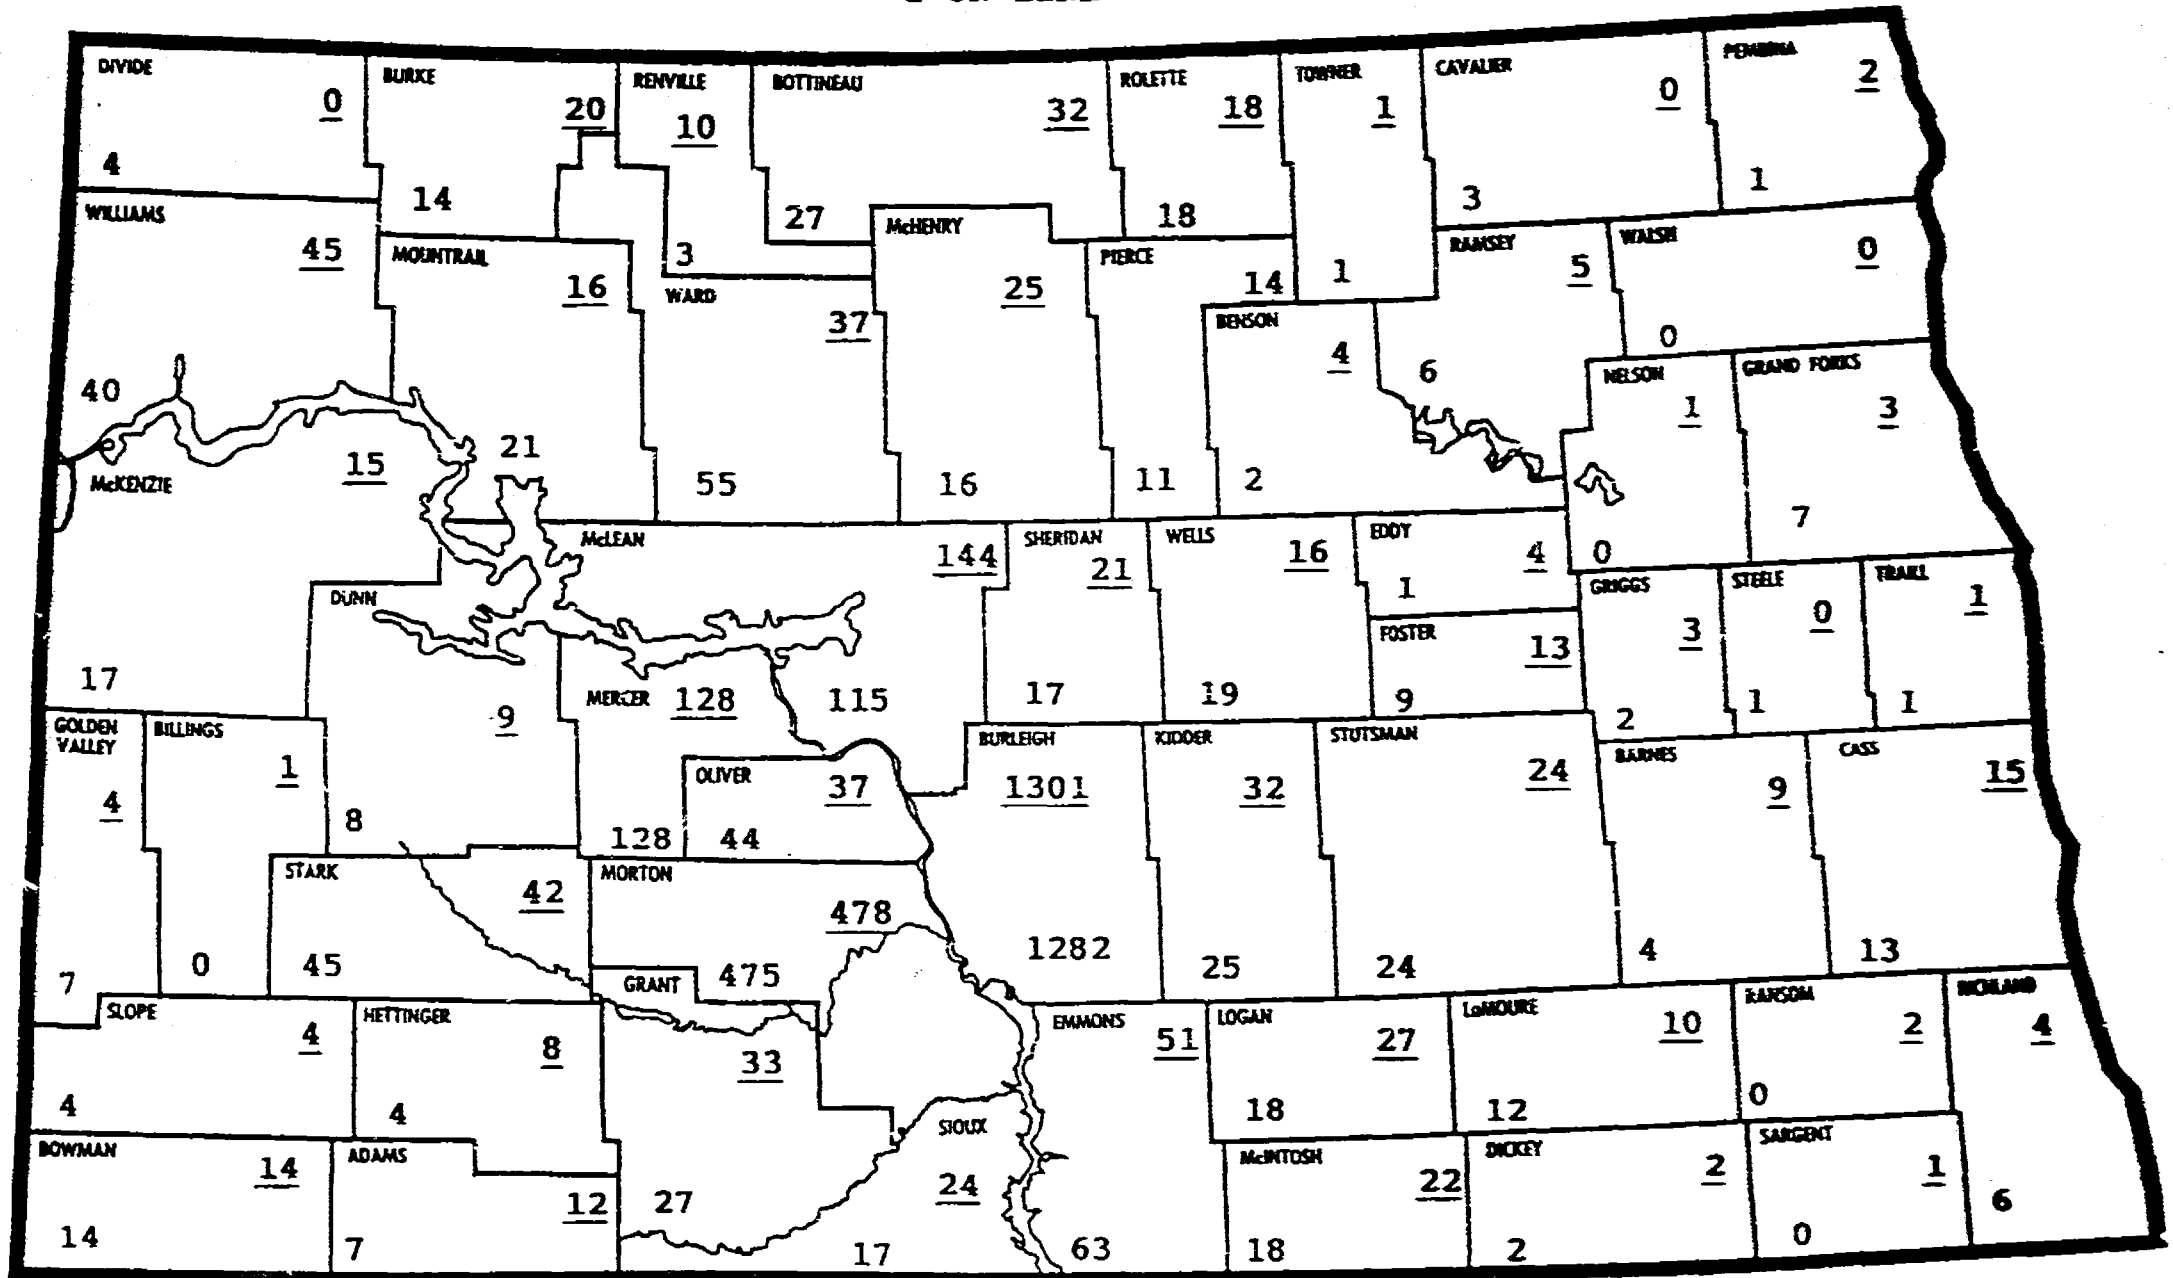 DIVIDE
0
4
BURKE
20
14
RENVILLE
10
3
BOTTINEAU
32
27
ROLETTE
18
18
TOWNER
1
1
CAVALIER
0
3
PEMBINA
2
1
WILLIAMS
45
40
MOUNTRAIL
16
21
WARD
37
55
McHENRY
25
16
PIERCE
14
11
BENSON
4
2
RAMSEY
5
6
WALSH
0
0
NELSON
1
0
GRAND FORKS
3
7
McKENZIE
15
17
DUNN
9
8
McLEAN
144
115
MERCER
128
128
OLIVER
37
44
SHERIDAN
21
17
WELLS
16
19
EDDY
4
1
FOSTER
13
9
GRIGGS
3
2
STEELE
0
1
TRAILL
1
1
GOLDEN
VALLEY
4
7
BILLINGS
1
0
STARK
42
45
MORTON
478
475
BURLEIGH
1301
1282
KIDDER
32
25
STUTSMAN
24
24
BARNES
9
4
CASS
15
13
SLOPE
4
4
HETTINGER
8
4
GRANT
33
27
SIOUX
24
17
EMMONS
51
63
LOGAN
27
18
LaMOURE
10
12
RANSOM
2
0
RICHLAND
4
6
BOWMAN
14
14
ADAMS
12
7
McINTOSH
22
18
DICKEY
2
2
SARGENT
1
0